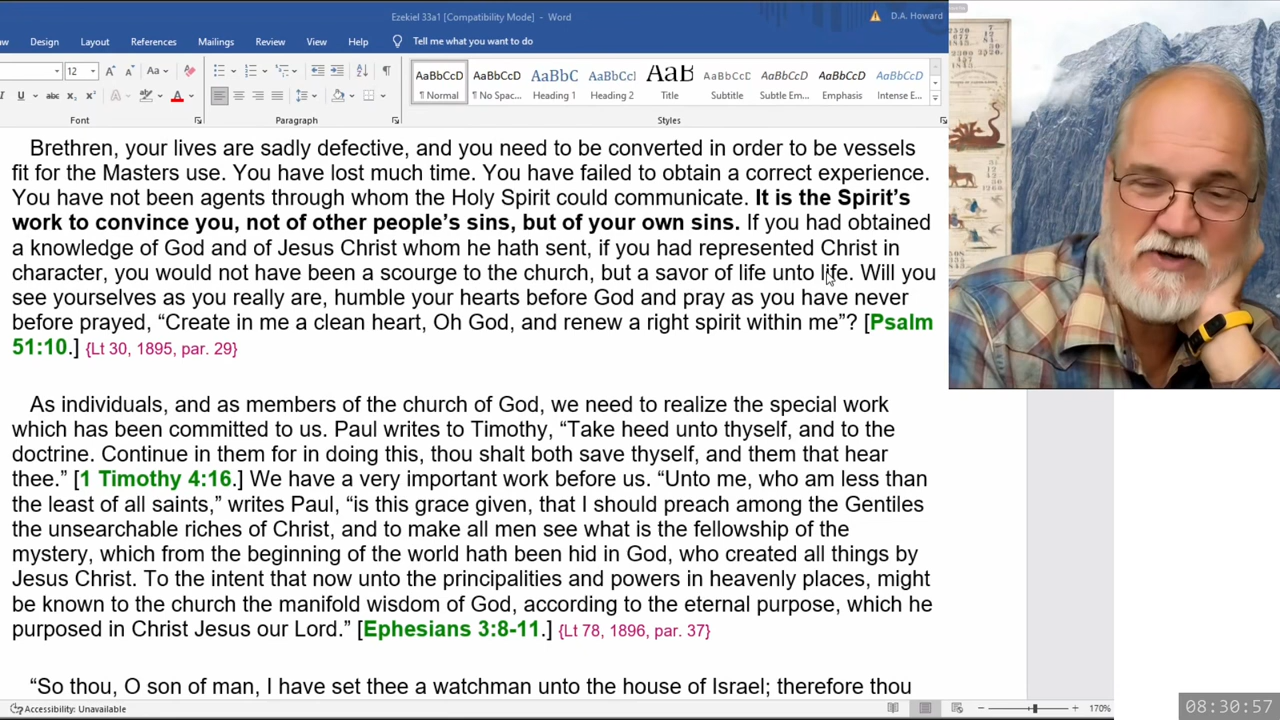 Ezekiel 33a1 [Compatibility Mode] - Word
D.A. Howard
Design Layout References Mailings Review View Help Tell me what you want to do
12 Aa
U abc x₂ x² A
AaBbCcD AaBbCcD AaBbC AaBbCcI AaB AaBbCcD AaBbCcD AaBbCcD AaBbCcD
¶ Normal ¶ No Spac... Heading 1 Heading 2 Title Subtitle Subtle Em... Emphasis Intense E...
Font Paragraph Styles
Brethren, your lives are sadly defective, and you need to be converted in order to be vessels
fit for the Masters use. You have lost much time. You have failed to obtain a correct experience.
You have not been agents through whom the Holy Spirit could communicate. It is the Spirit’s
work to convince you, not of other people’s sins, but of your own sins. If you had obtained
a knowledge of God and of Jesus Christ whom he hath sent, if you had represented Christ in
character, you would not have been a scourge to the church, but a savor of life unto life. Will you
see yourselves as you really are, humble your hearts before God and pray as you have never
before prayed, “Create in me a clean heart, Oh God, and renew a right spirit within me”? [Psalm
51:10.] {Lt 30, 1895, par. 29}
As individuals, and as members of the church of God, we need to realize the special work
which has been committed to us. Paul writes to Timothy, “Take heed unto thyself, and to the
doctrine. Continue in them for in doing this, thou shalt both save thyself, and them that hear
thee.” [1 Timothy 4:16.] We have a very important work before us. “Unto me, who am less than
the least of all saints,” writes Paul, “is this grace given, that I should preach among the Gentiles
the unsearchable riches of Christ, and to make all men see what is the fellowship of the
mystery, which from the beginning of the world hath been hid in God, who created all things by
Jesus Christ. To the intent that now unto the principalities and powers in heavenly places, might
be known to the church the manifold wisdom of God, according to the eternal purpose, which he
purposed in Christ Jesus our Lord.” [Ephesians 3:8-11.] {Lt 78, 1896, par. 37}
“So thou, O son of man, I have set thee a watchman unto the house of Israel; therefore thou
Accessibility: Unavailable
170%
08:30:57